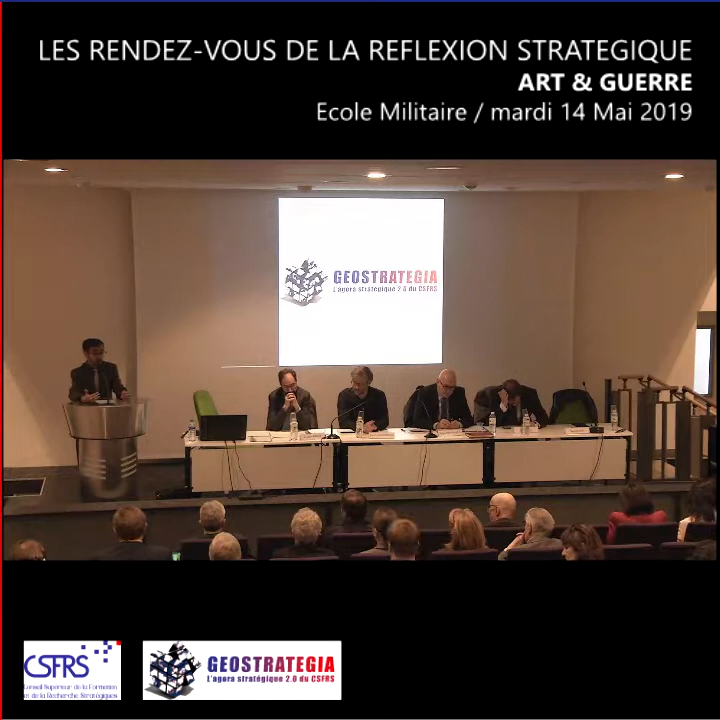 LES RENDEZ-VOUS DE LA REFLEXION STRATEGIQUE
ART & GUERRE
Ecole Militaire / mardi 14 Mai 2019
GEOSTRATEGIA
L'agora stratégique 2.0 du CSFRS
CSFRS
Conseil Supérieur de la Formation
et de la Recherche Stratégiques
GEOSTRATEGIA
L'agora stratégique 2.0 du CSFRS